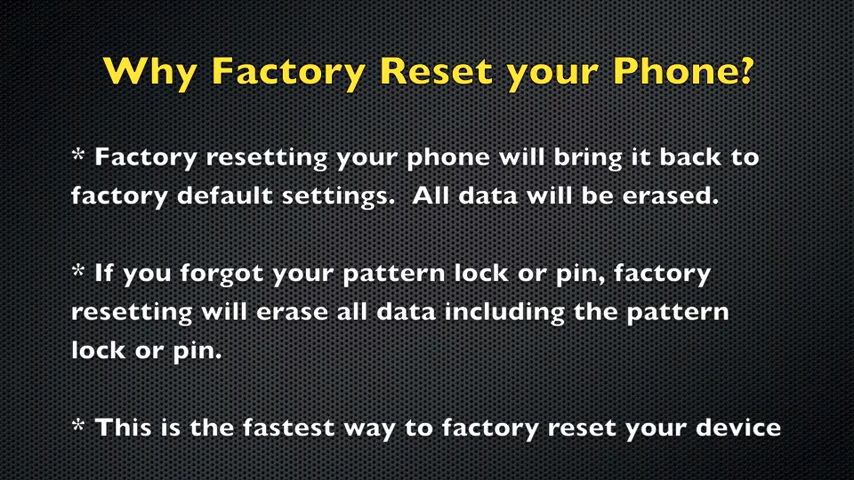 Why Factory Reset your Phone?
* Factory resetting your phone will bring it back to
factory default settings.  All data will be erased.
* If you forgot your pattern lock or pin, factory
resetting will erase all data including the pattern
lock or pin.
* This is the fastest way to factory reset your device